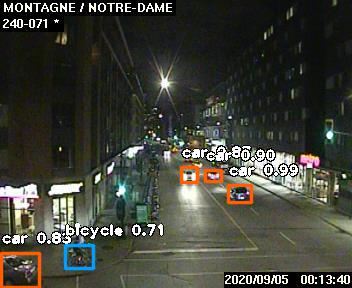 MONTAGNE / NOTRE-DAME
240-071 *
car 0.90
car 0.99
bicycle 0.71
car 0.85
2020/09/05 00:13:40